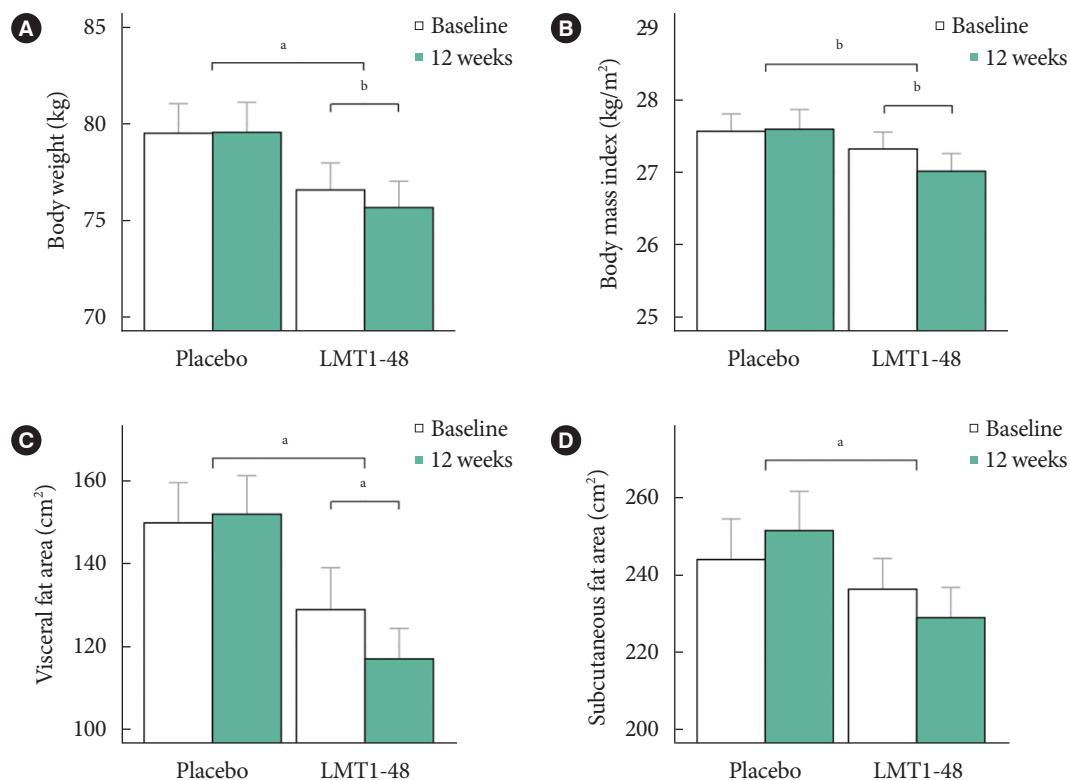 A
Body weight (kg)
85
80
75
70
a
b
Baseline
12 weeks
Placebo
LMT1-48
B
Body mass index (kg/m²)
29
28
27
26
25
b
b
Baseline
12 weeks
Placebo
LMT1-48
C
Visceral fat area (cm²)
160
140
120
100
a
a
Baseline
12 weeks
Placebo
LMT1-48
D
Subcutaneous fat area (cm²)
260
240
220
200
a
Baseline
12 weeks
Placebo
LMT1-48